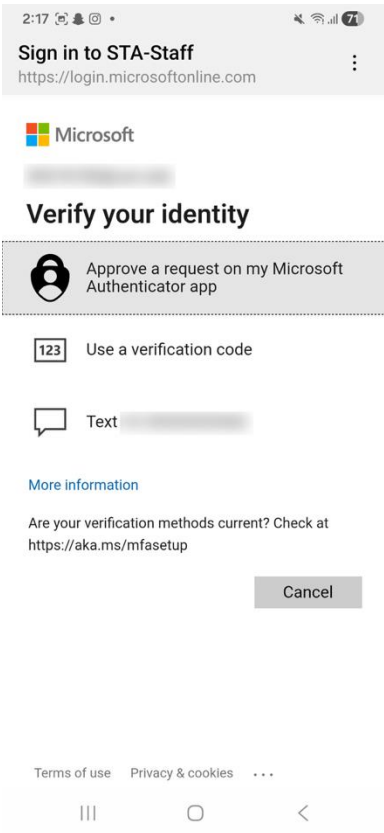 2:17
71
Sign in to STA-Staff
https://login.microsoftonline.com
Microsoft
Verify your identity
Approve a request on my Microsoft
Authenticator app
123
Use a verification code
Text
More information
Are your verification methods current? Check at
https://aka.ms/mfasetup
Cancel
Terms of use
Privacy & cookies
...